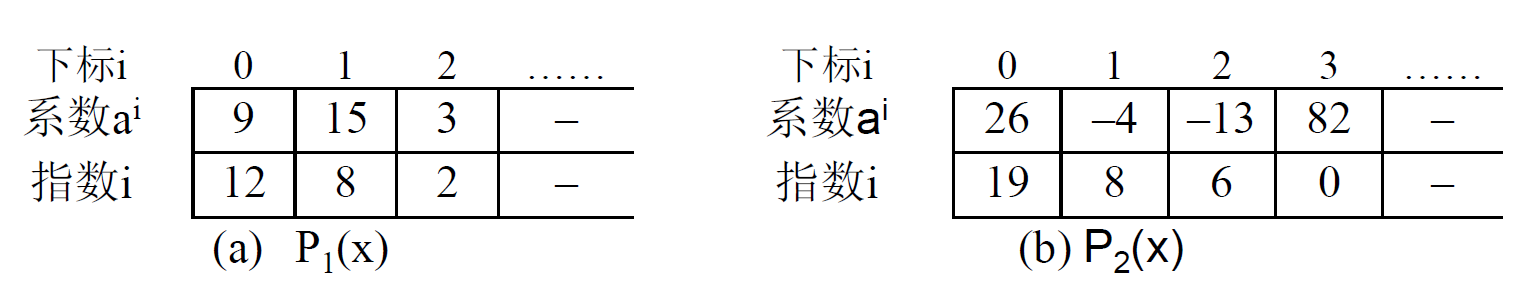 下标i 0 1 2 ……
系数aⁱ 9 15 3 –
指数i 12 8 2 –
(a) P₁(x)
下标i 0 1 2 3 ……
系数aⁱ 26 –4 –13 82 –
指数i 19 8 6 0 –
(b) P₂(x)